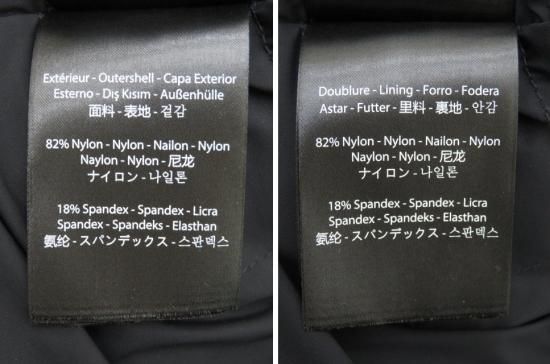 Extérieur - Outershell - Capa Exterior
Esterno - Dış Kısım - Außenhülle
面料 - 表地 - 겉감
82% Nylon - Nylon - Nailon - Nylon
Naylon - Nylon - 尼龙
ナイロン - 나일론
18% Spandex - Spandex - Licra
Spandex - Spandeks - Elasthan
氨纶 - スパンデックス - 스판덱스
Doublure - Lining - Forro - Fodera
Astar - Futter - 里料 - 裏地 - 안감
82% Nylon - Nylon - Nailon - Nylon
Naylon - Nylon - 尼龙
ナイロン - 나일론
18% Spandex - Spandex - Licra
Spandex - Spandeks - Elasthan
氨纶 - スパンデックス - 스판덱스